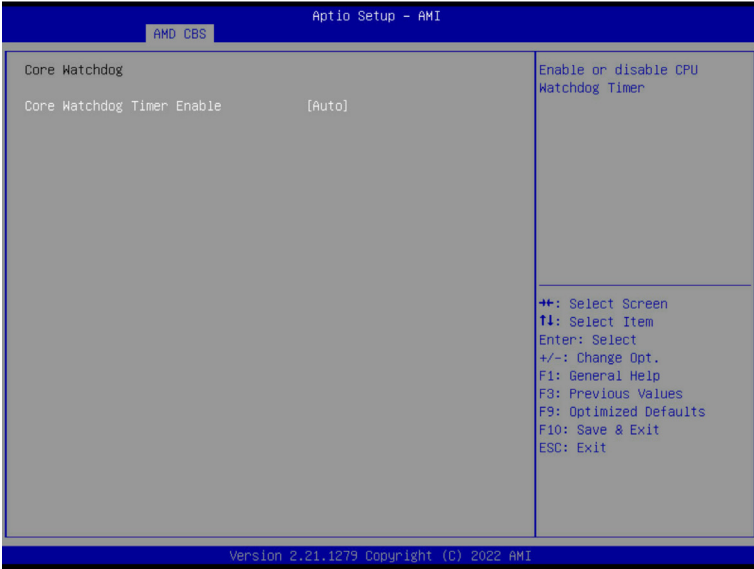 Aptio Setup – AMI
AMD CBS
Core Watchdog
Core Watchdog Timer Enable [Auto]
Enable or disable CPU
Watchdog Timer
→←: Select Screen
↑↓: Select Item
Enter: Select
+/-: Change Opt.
F1: General Help
F3: Previous Values
F9: Optimized Defaults
F10: Save & Exit
ESC: Exit
Version 2.21.1279 Copyright (C) 2022 AMI